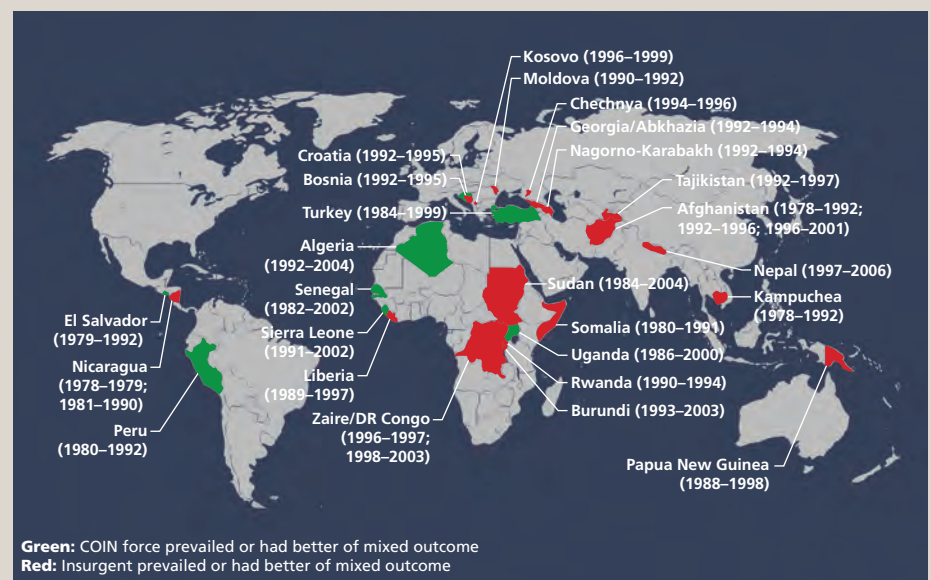 Kosovo (1996–1999)
Moldova (1990–1992)
Chechnya (1994–1996)
Georgia/Abkhazia (1992–1994)
Nagorno-Karabakh (1992–1994)
Croatia (1992–1995)
Bosnia (1992–1995)
Tajikistan (1992–1997)
Turkey (1984–1999)
Afghanistan (1978–1992;
1992–1996; 1996–2001)
Algeria
(1992–2004)
Nepal (1997–2006)
Sudan (1984–2004)
Senegal
(1982–2002)
Kampuchea
(1978–1992)
El Salvador
(1979–1992)
Sierra Leone
(1991–2002)
Somalia (1980–1991)
Uganda (1986–2000)
Nicaragua
(1978–1979;
1981–1990)
Liberia
(1989–1997)
Rwanda (1990–1994)
Burundi (1993–2003)
Zaire/DR Congo
(1996–1997;
1998–2003)
Peru
(1980–1992)
Papua New Guinea
(1988–1998)
Green: COIN force prevailed or had better of mixed outcome
Red: Insurgent prevailed or had better of mixed outcome